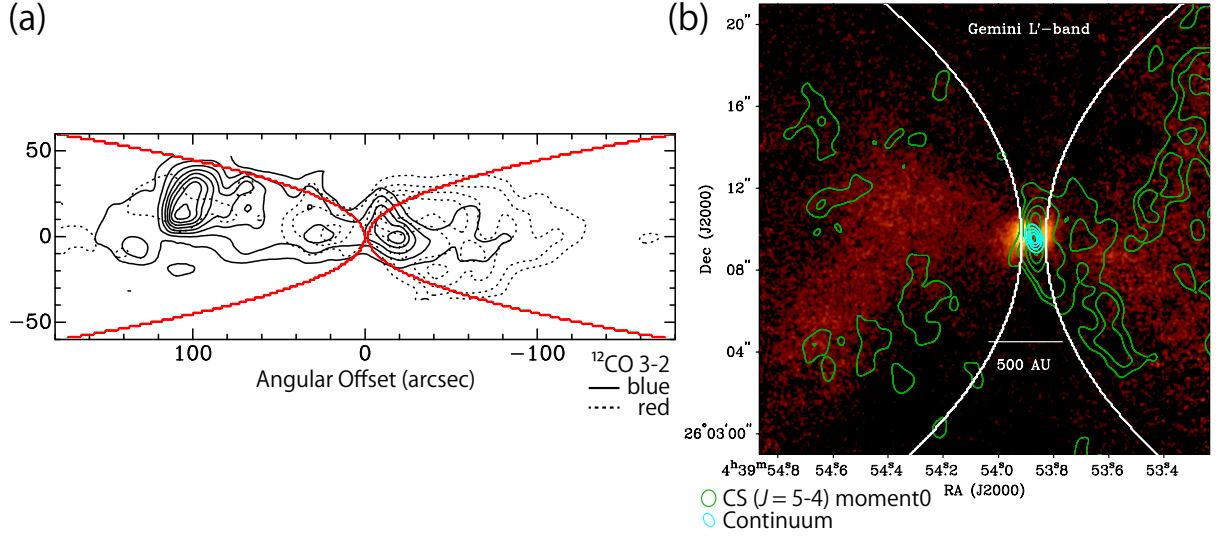 (a)
50
0
−50
100
0
−100
Angular Offset (arcsec)
¹²CO 3-2
blue
red
(b)
Gemini L'−band
20"
16"
12"
08"
04"
26°03'00"
Dec (J2000)
500 AU
4ʰ39ᵐ54ˢ.8
54ˢ.6
54ˢ.4
54ˢ.2
54ˢ.0
53ˢ.8
53ˢ.6
53ˢ.4
RA (J2000)
CS (J = 5-4) moment0
Continuum